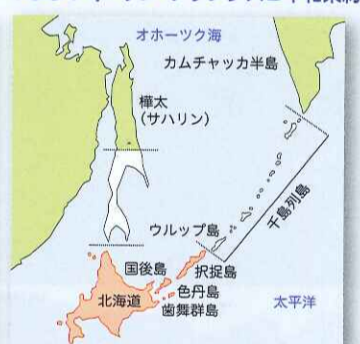 オホーツク海
カムチャッカ半島
樺太
（サハリン）
千島列島
ウルップ島
国後島
択捉島
北海道
色丹島
歯舞群島
太平洋